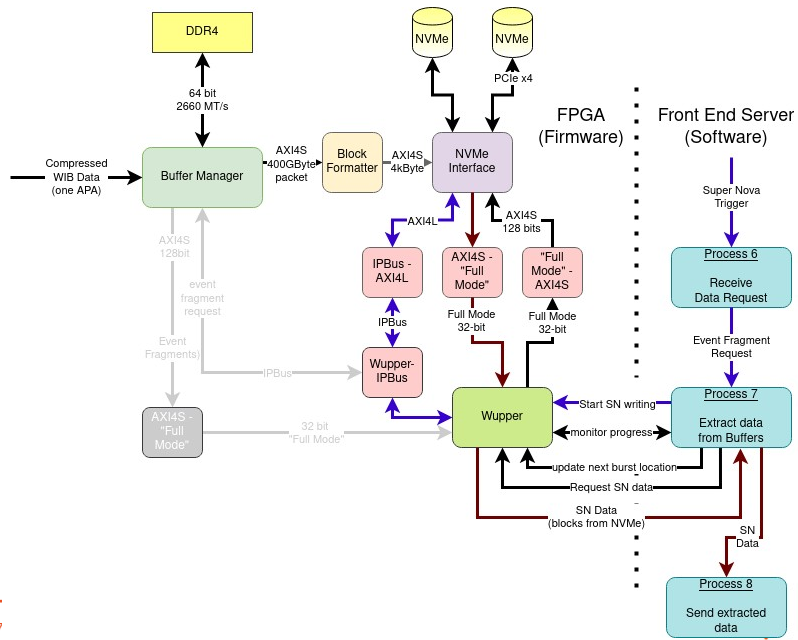 DDR4
NVMe
NVMe
PCIe x4
64 bit
2660 MT/s
FPGA
(Firmware)
Front End Server
(Software)
Compressed
WIB Data
(one APA)
Buffer Manager
AXI4S
400GByte
packet
Block
Formatter
AXI4S
4kByte
NVMe
Interface
Super Nova
Trigger
AXI4S
128bit
event
fragment
request
AXI4L
AXI4S
128 bits
IPBus -
AXI4L
AXI4S -
"Full
Mode"
"Full
Mode" -
AXI4S
Process 6
Receive
Data Request
IPBus
Full Mode
32-bit
Full Mode
32-bit
Event Fragment
Request
Event
Fragments)
IPBus
Wupper-
IPBus
AXI4S -
"Full
Mode"
32 bit
"Full Mode"
Wupper
Start SN writing
monitor progress
Process 7
Extract data
from Buffers
update next burst location
Request SN data
SN Data
(blocks from NVMe)
SN
Data
Process 8
Send extracted
data